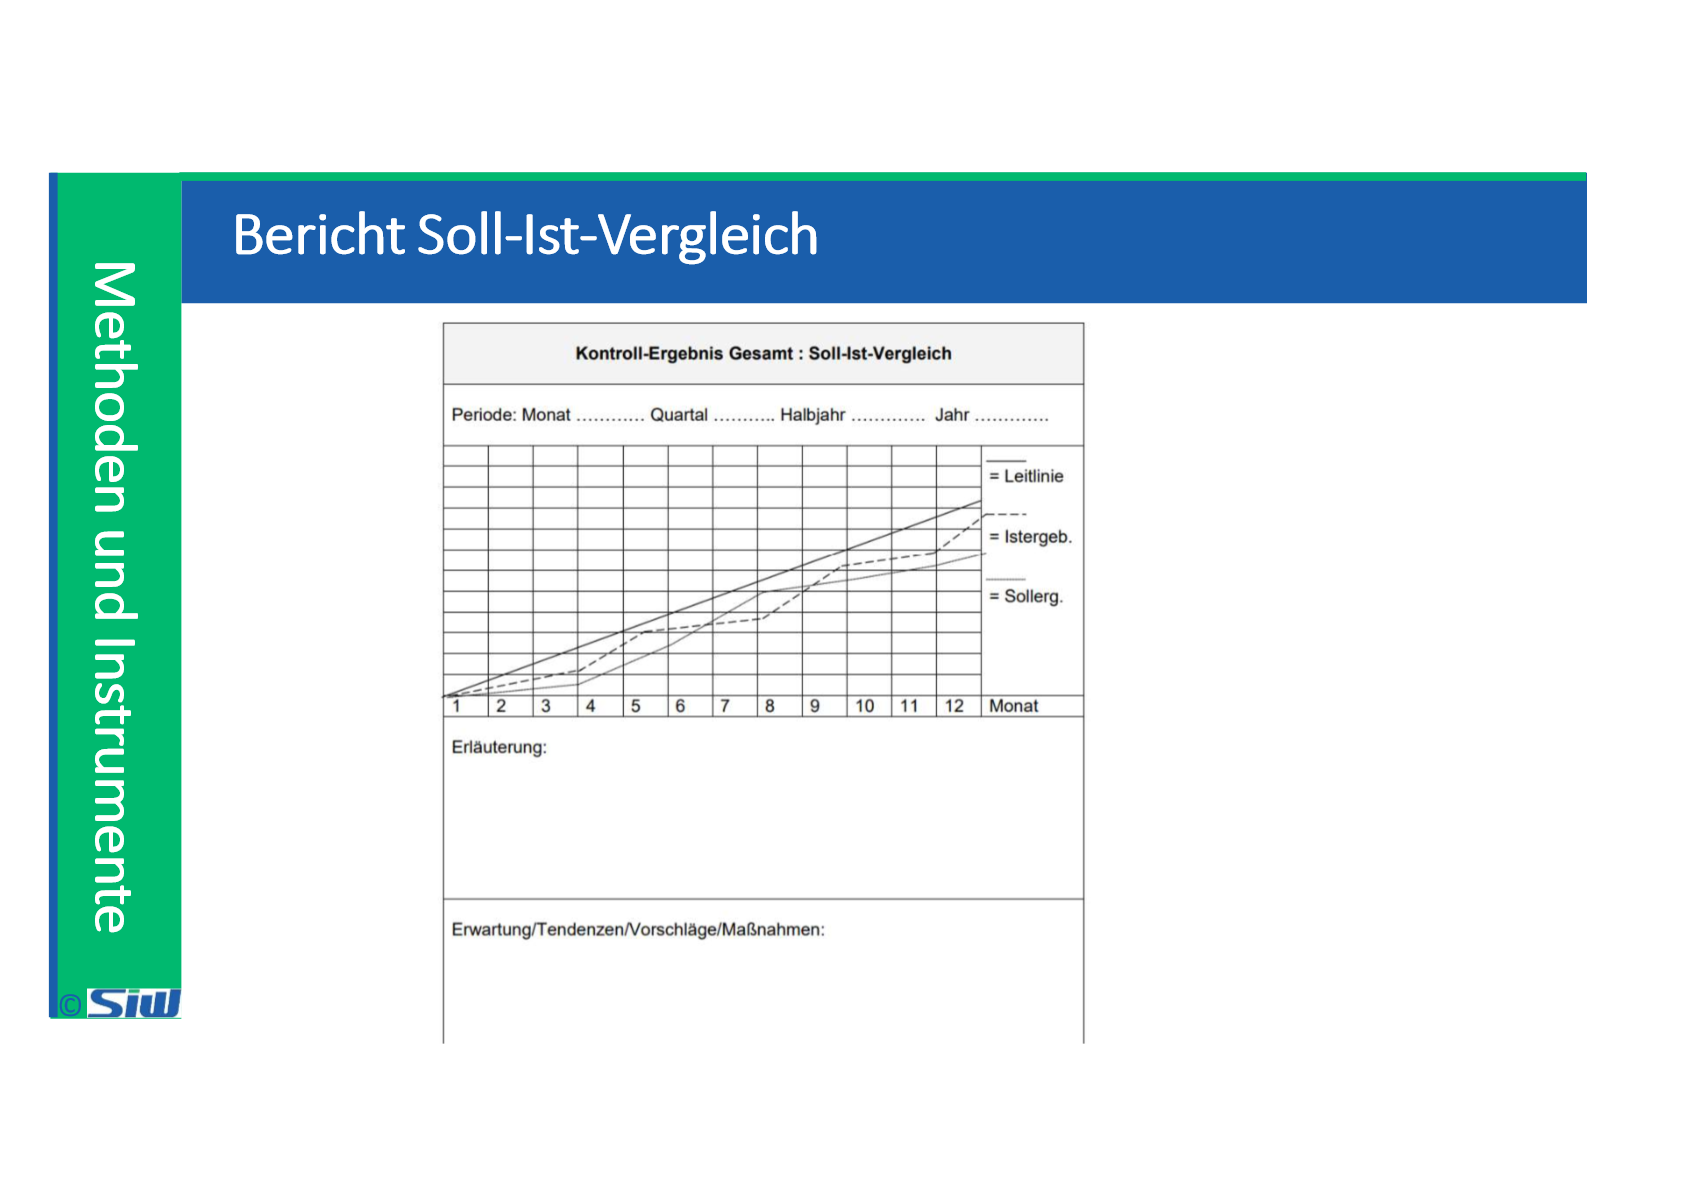 Bericht Soll-Ist-Vergleich
Methoden und Instrumente
© SiW
Kontroll-Ergebnis Gesamt : Soll-Ist-Vergleich
Periode: Monat ………… Quartal ……….. Halbjahr …………. Jahr ………….
= Leitlinie
= Istergeb.
= Sollerg.
1 2 3 4 5 6 7 8 9 10 11 12 Monat
Erläuterung:
Erwartung/Tendenzen/Vorschläge/Maßnahmen: